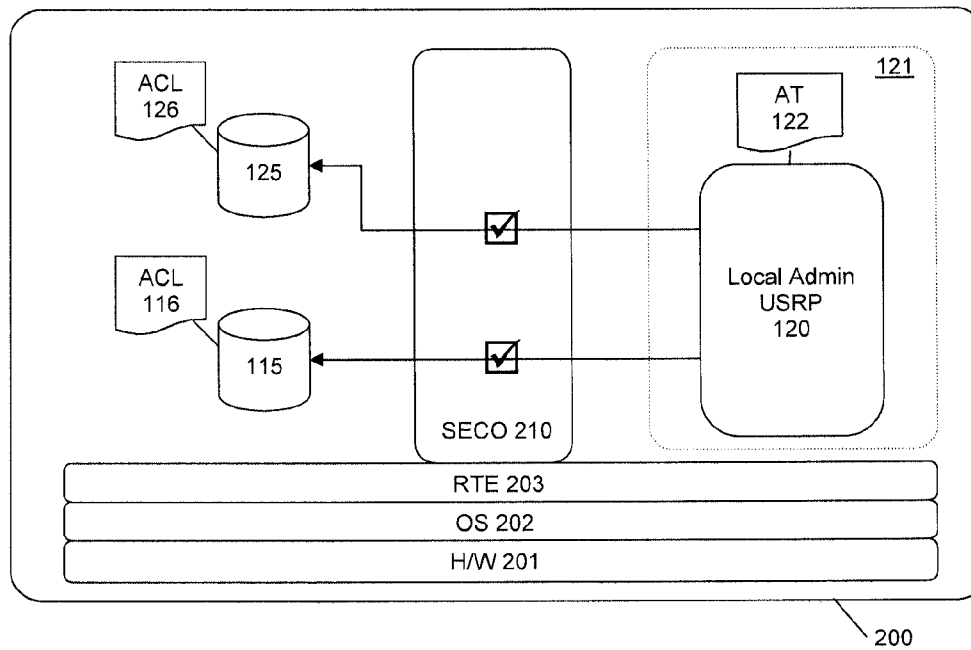 ACL
126
125
ACL
116
115
SECO 210
121
AT
122
Local Admin
USRP
120
RTE 203
OS 202
H/W 201
200